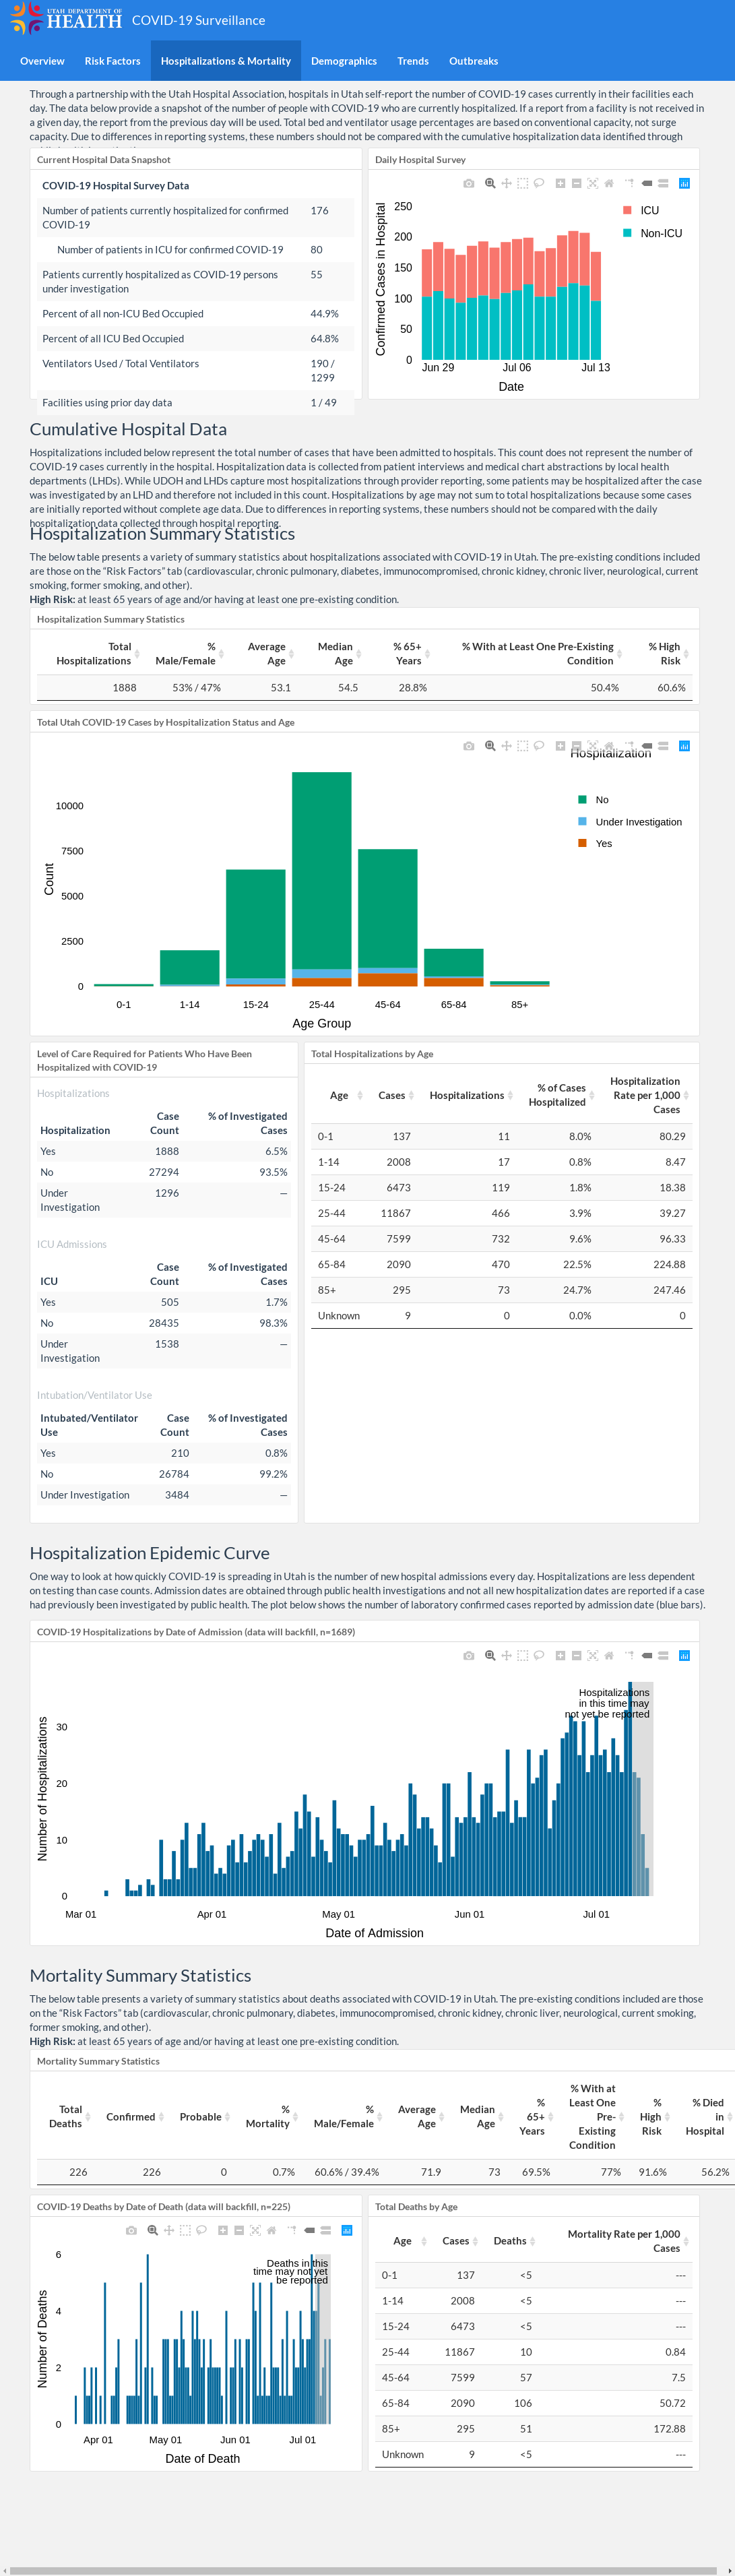 UTAH DEPARTMENT OF
HEALTH COVID-19 Surveillance
Overview Risk Factors Hospitalizations & Mortality Demographics Trends Outbreaks
Through a partnership with the Utah Hospital Association, hospitals in Utah self-report the number of COVID-19 cases currently in their facilities each
day. The data below provide a snapshot of the number of people with COVID-19 who are currently hospitalized. If a report from a facility is not received in
a given day, the report from the previous day will be used. Total bed and ventilator usage percentages are based on conventional capacity, not surge
capacity. Due to differences in reporting systems, these numbers should not be compared with the cumulative hospitalization data identified through
Current Hospital Data Snapshot
COVID-19 Hospital Survey Data
Number of patients currently hospitalized for confirmed 176
COVID-19
Number of patients in ICU for confirmed COVID-19 80
Patients currently hospitalized as COVID-19 persons 55
under investigation
Percent of all non-ICU Bed Occupied 44.9%
Percent of all ICU Bed Occupied 64.8%
Ventilators Used / Total Ventilators 190 /
1299
Facilities using prior day data 1 / 49
Daily Hospital Survey
Confirmed Cases in Hospital
250
200
150
100
50
0
Jun 29 Jul 06 Jul 13
Date
ICU
Non-ICU
Cumulative Hospital Data
Hospitalizations included below represent the total number of cases that have been admitted to hospitals. This count does not represent the number of
COVID-19 cases currently in the hospital. Hospitalization data is collected from patient interviews and medical chart abstractions by local health
departments (LHDs). While UDOH and LHDs capture most hospitalizations through provider reporting, some patients may be hospitalized after the case
was investigated by an LHD and therefore not included in this count. Hospitalizations by age may not sum to total hospitalizations because some cases
are initially reported without complete age data. Due to differences in reporting systems, these numbers should not be compared with the daily
hospitalization data collected through hospital reporting.
Hospitalization Summary Statistics
The below table presents a variety of summary statistics about hospitalizations associated with COVID-19 in Utah. The pre-existing conditions included
are those on the “Risk Factors” tab (cardiovascular, chronic pulmonary, diabetes, immunocompromised, chronic kidney, chronic liver, neurological, current
smoking, former smoking, and other).
High Risk: at least 65 years of age and/or having at least one pre-existing condition.
Hospitalization Summary Statistics
Total % Average Median % 65+ % With at Least One Pre-Existing % High
Hospitalizations Male/Female Age Age Years Condition Risk
1888 53% / 47% 53.1 54.5 28.8% 50.4% 60.6%
Total Utah COVID-19 Cases by Hospitalization Status and Age
Hospitalization
No
Under Investigation
Yes
Count
10000
7500
5000
2500
0
0-1 1-14 15-24 25-44 45-64 65-84 85+
Age Group
Level of Care Required for Patients Who Have Been
Hospitalized with COVID-19
Hospitalizations
Case % of Investigated
Hospitalization Count Cases
Yes 1888 6.5%
No 27294 93.5%
Under 1296 —
Investigation
ICU Admissions
Case % of Investigated
ICU Count Cases
Yes 505 1.7%
No 28435 98.3%
Under 1538 —
Investigation
Intubation/Ventilator Use
Intubated/Ventilator Case % of Investigated
Use Count Cases
Yes 210 0.8%
No 26784 99.2%
Under Investigation 3484 —
Total Hospitalizations by Age
Hospitalization
% of Cases Rate per 1,000
Age Cases Hospitalizations Hospitalized Cases
0-1 137 11 8.0% 80.29
1-14 2008 17 0.8% 8.47
15-24 6473 119 1.8% 18.38
25-44 11867 466 3.9% 39.27
45-64 7599 732 9.6% 96.33
65-84 2090 470 22.5% 224.88
85+ 295 73 24.7% 247.46
Unknown 9 0 0.0% 0
Hospitalization Epidemic Curve
One way to look at how quickly COVID-19 is spreading in Utah is the number of new hospital admissions every day. Hospitalizations are less dependent
on testing than case counts. Admission dates are obtained through public health investigations and not all new hospitalization dates are reported if a case
had previously been investigated by public health. The plot below shows the number of laboratory confirmed cases reported by admission date (blue bars).
COVID-19 Hospitalizations by Date of Admission (data will backfill, n=1689)
Hospitalizations
in this time may
not yet be reported
Number of Hospitalizations
30
20
10
0
Mar 01 Apr 01 May 01 Jun 01 Jul 01
Date of Admission
Mortality Summary Statistics
The below table presents a variety of summary statistics about deaths associated with COVID-19 in Utah. The pre-existing conditions included are those
on the “Risk Factors” tab (cardiovascular, chronic pulmonary, diabetes, immunocompromised, chronic kidney, chronic liver, neurological, current smoking,
former smoking, and other).
High Risk: at least 65 years of age and/or having at least one pre-existing condition.
Mortality Summary Statistics
Total Deaths Confirmed Probable % Mortality % Male/Female Average Age Median Age % 65+ Years % With at Least One Pre-Existing Condition % High Risk % Died in Hospital
226 226 0 0.7% 60.6% / 39.4% 71.9 73 69.5% 77% 91.6% 56.2%
COVID-19 Deaths by Date of Death (data will backfill, n=225)
Deaths in this
time may not yet
be reported
Number of Deaths
6
4
2
0
Apr 01 May 01 Jun 01 Jul 01
Date of Death
Total Deaths by Age
Age Cases Deaths Mortality Rate per 1,000
Cases
0-1 137 <5 ---
1-14 2008 <5 ---
15-24 6473 <5 ---
25-44 11867 10 0.84
45-64 7599 57 7.5
65-84 2090 106 50.72
85+ 295 51 172.88
Unknown 9 <5 ---